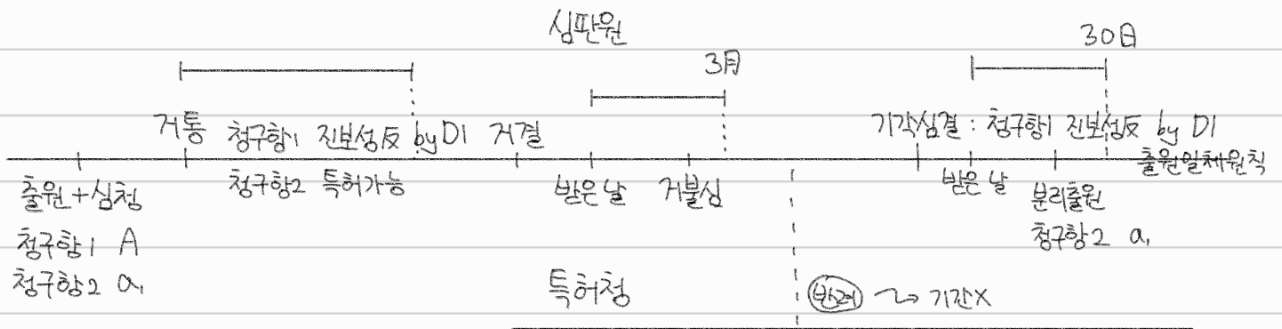 심판원
30日
3月
거통 청구항1 진보성反 by D1 거결
기각심결 : 청구항1 진보성反 by D1
출원일체원칙
출원+심청
청구항2 특허가능
받은날
거불심
받은날
분리출원
청구항1 A
청구항2 a₁
청구항2 a₁
특허청
반려 ⤳ 기간X